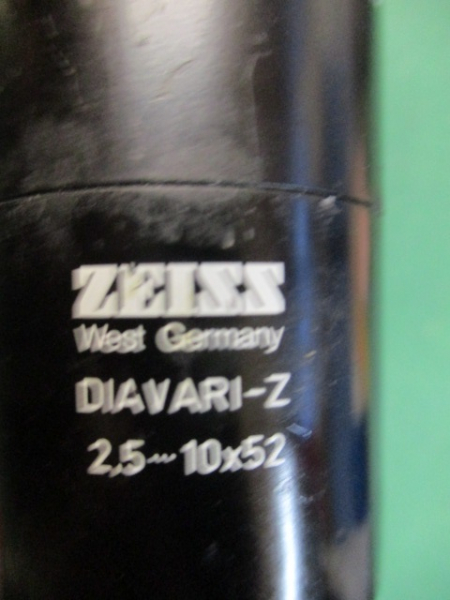 ZEISS
West Germany
DIAVARI-Z
2,5···10x52